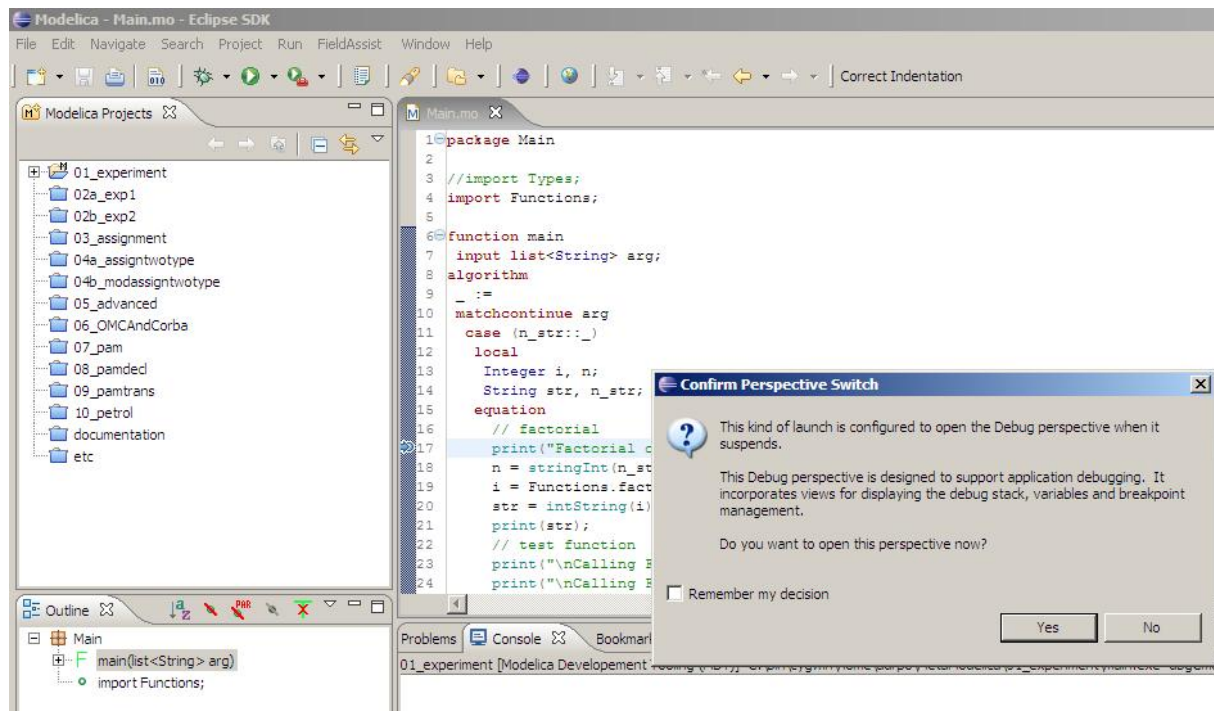 Modelica - Main.mo - Eclipse SDK
File Edit Navigate Search Project Run FieldAssist Window Help
010
Correct Indentation
Modelica Projects
01_experiment
02a_exp1
02b_exp2
03_assignment
04a_assigntwotype
04b_modassigntwotype
05_advanced
06_OMCAndCorba
07_pam
08_pamdecl
09_pamtrans
10_petrol
documentation
etc
Main.mo
1 package Main
2
3 //import Types;
4 import Functions;
5
6 function main
7 input list<String> arg;
8 algorithm
9 _ :=
10 matchcontinue arg
11 case (n_str::_)
12 local
13 Integer i, n;
14 String str, n_str;
15 equation
16 // factorial
17 print("Factorial
18 n = stringInt(n_st
19 i = Functions.fact
20 str = intString(i)
21 print(str);
22 // test function
23 print("\nCalling
24 print("\nCalling
Confirm Perspective Switch
This kind of launch is configured to open the Debug perspective when it
suspends.
This Debug perspective is designed to support application debugging. It
incorporates views for displaying the debug stack, variables and breakpoint
management.
Do you want to open this perspective now?
Remember my decision
Yes No
Outline
Main
main(list<String> arg)
import Functions;
Problems Console Bookmar
01_experiment [Modelica Developement